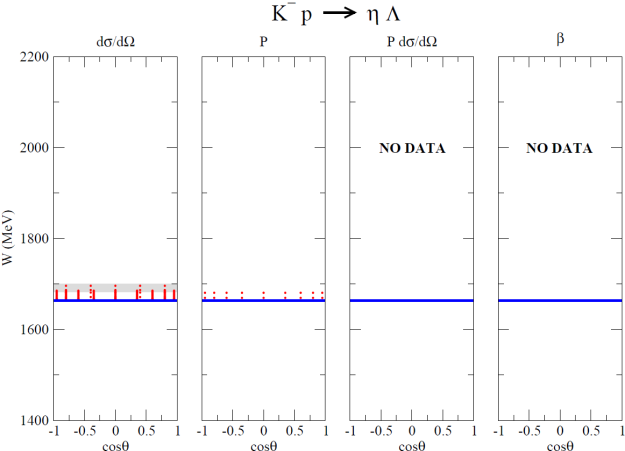 K⁻ p → η Λ
dσ/dΩ P P dσ/dΩ β
2200
2000
NO DATA NO DATA
1800
W (MeV)
1600
1400
-1 -0.5 0 0.5 1 -1 -0.5 0 0.5 1 -1 -0.5 0 0.5 1 -1 -0.5 0 0.5 1
cosθ cosθ cosθ cosθ